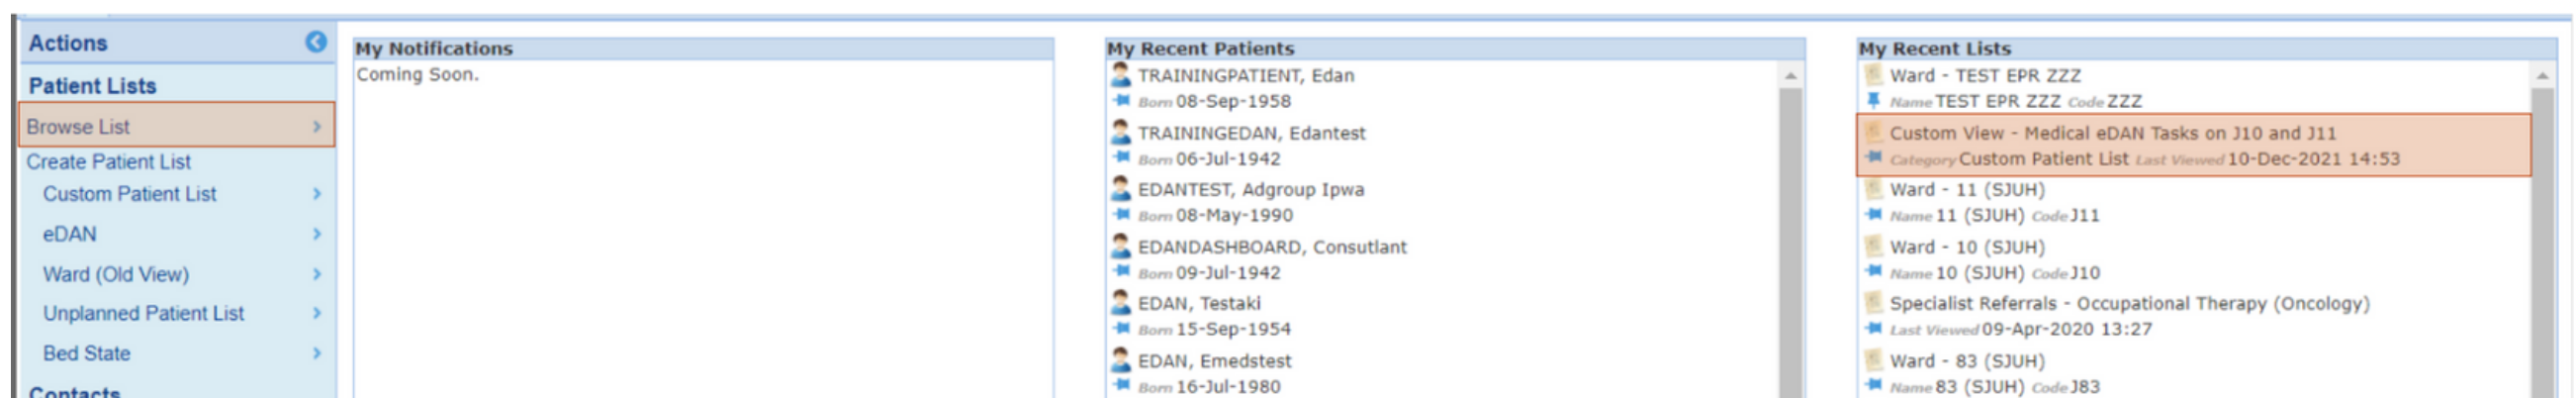 Actions
Patient Lists
Browse List
Create Patient List
Custom Patient List
eDAN
Ward (Old View)
Unplanned Patient List
Bed State
Contacts
My Notifications
Coming Soon.
My Recent Patients
TRAININGPATIENT, Edan
Born 08-Sep-1958
TRAININGEDAN, Edantest
Born 06-Jul-1942
EDANTEST, Adgroup Ipwa
Born 08-May-1990
EDANDASHBOARD, Consutlant
Born 09-Jul-1942
EDAN, Testaki
Born 15-Sep-1954
EDAN, Emedstest
Born 16-Jul-1980
My Recent Lists
Ward - TEST EPR ZZZ
Name TEST EPR ZZZ Code ZZZ
Custom View - Medical eDAN Tasks on J10 and J11
Category Custom Patient List Last Viewed 10-Dec-2021 14:53
Ward - 11 (SJUH)
Name 11 (SJUH) Code J11
Ward - 10 (SJUH)
Name 10 (SJUH) Code J10
Specialist Referrals - Occupational Therapy (Oncology)
Last Viewed 09-Apr-2020 13:27
Ward - 83 (SJUH)
Name 83 (SJUH) Code J83